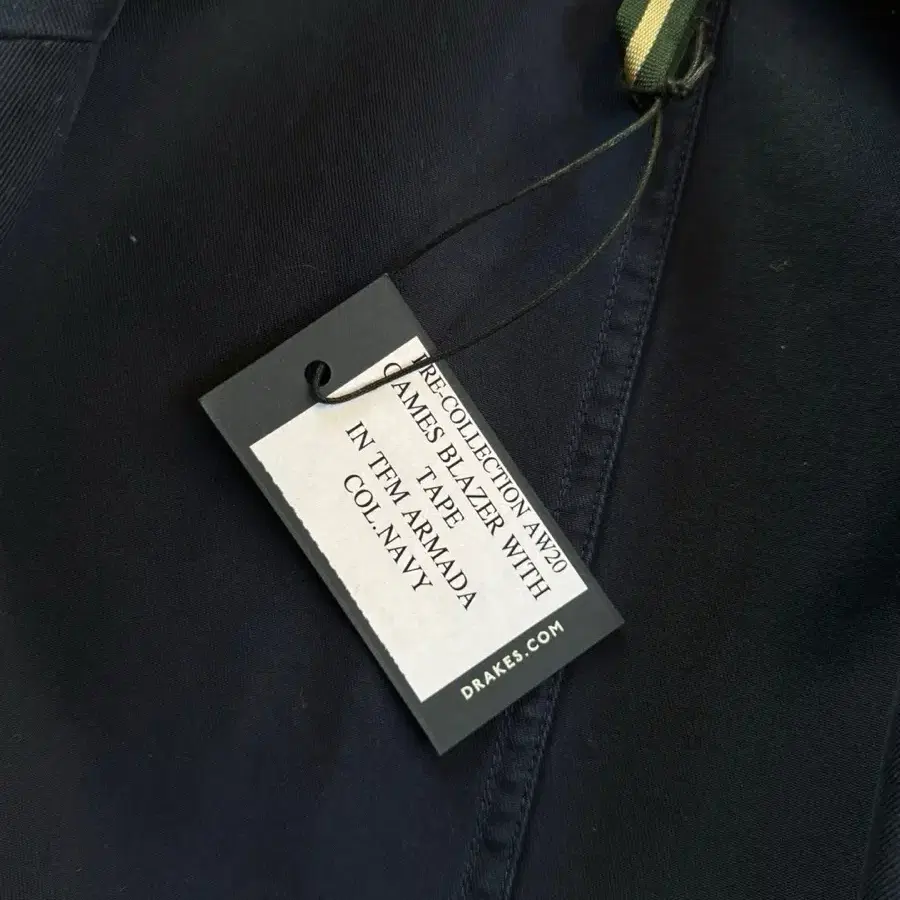 PRE-COLLECTION AW20
GAMES BLAZER WITH
TAPE
IN TFM ARMADA
COL.NAVY
DRAKES.COM